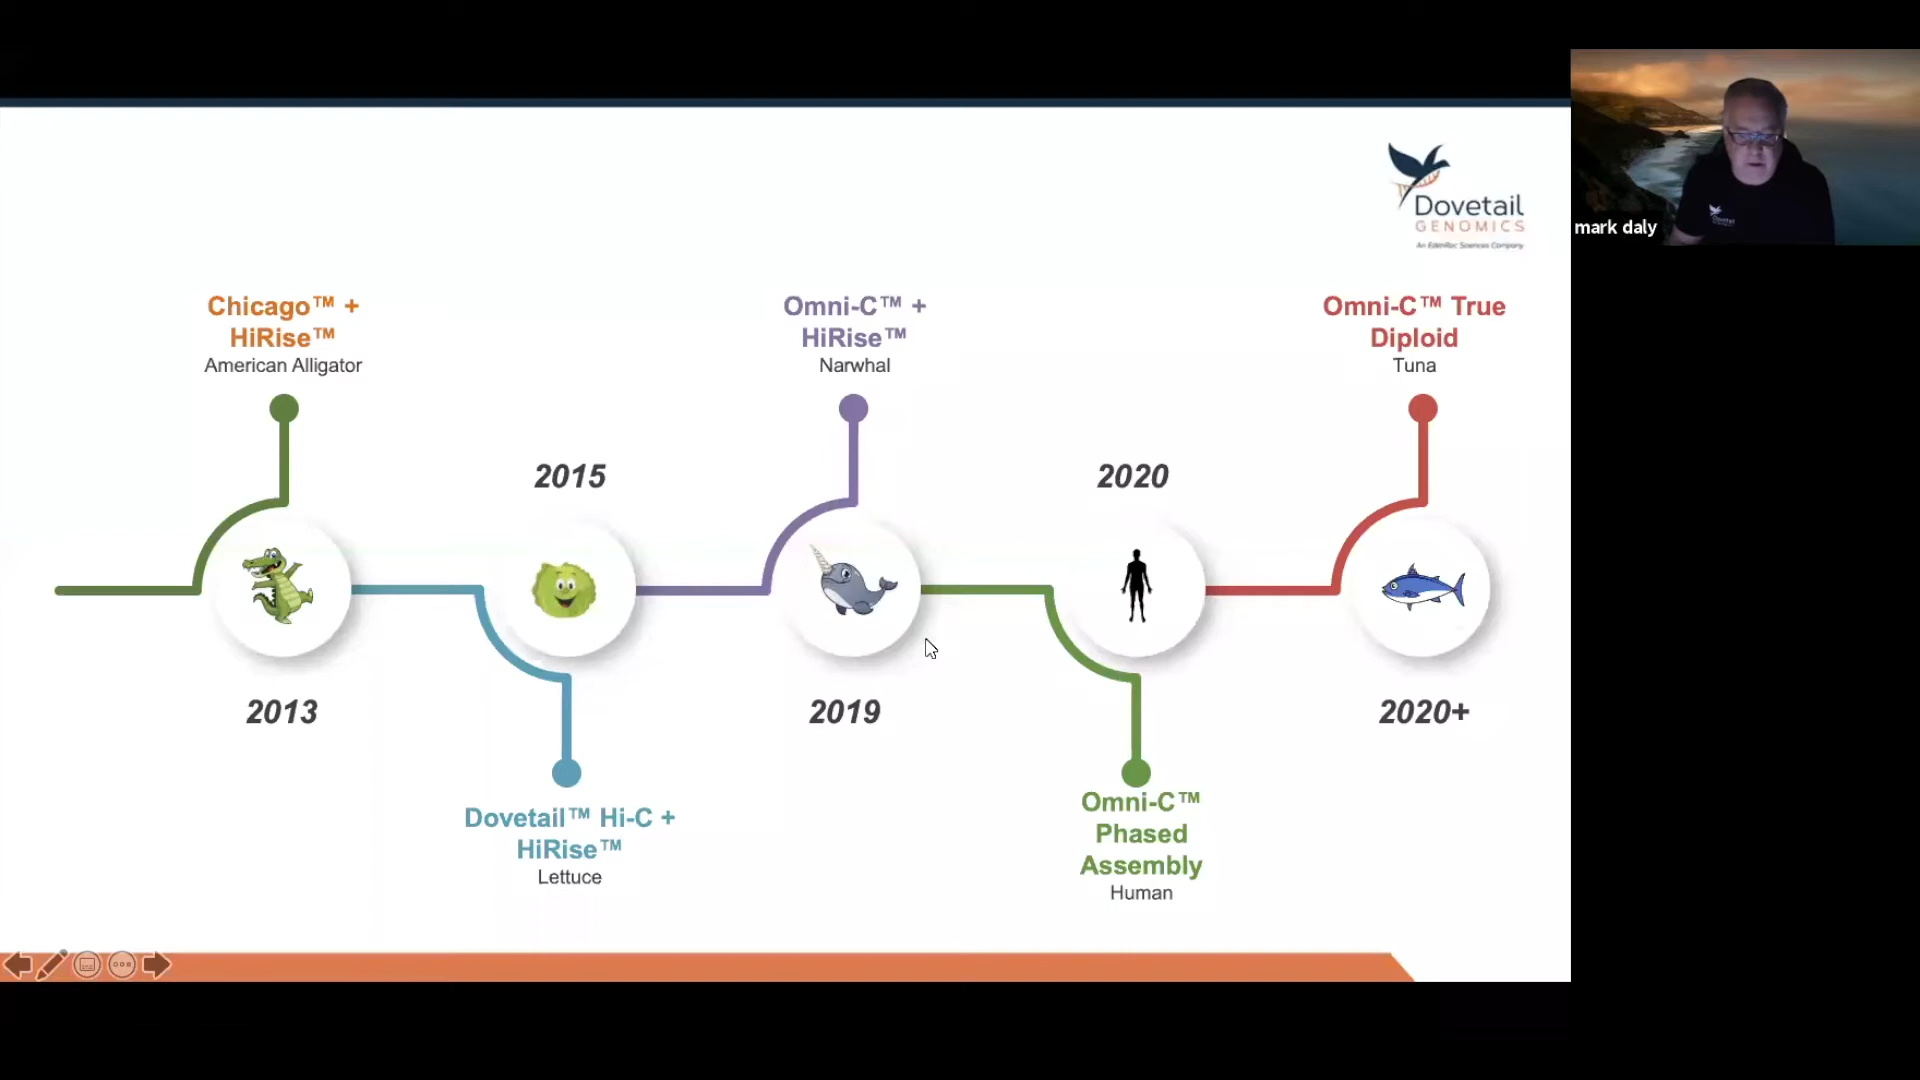 Dovetail
GENOMICS
An EdenRoc Sciences Company
mark daly
Chicago™ +
HiRise™
American Alligator
2013
2015
Dovetail™ Hi-C +
HiRise™
Lettuce
Omni-C™ +
HiRise™
Narwhal
2019
2020
Omni-C™
Phased
Assembly
Human
Omni-C™ True
Diploid
Tuna
2020+
Dovetail